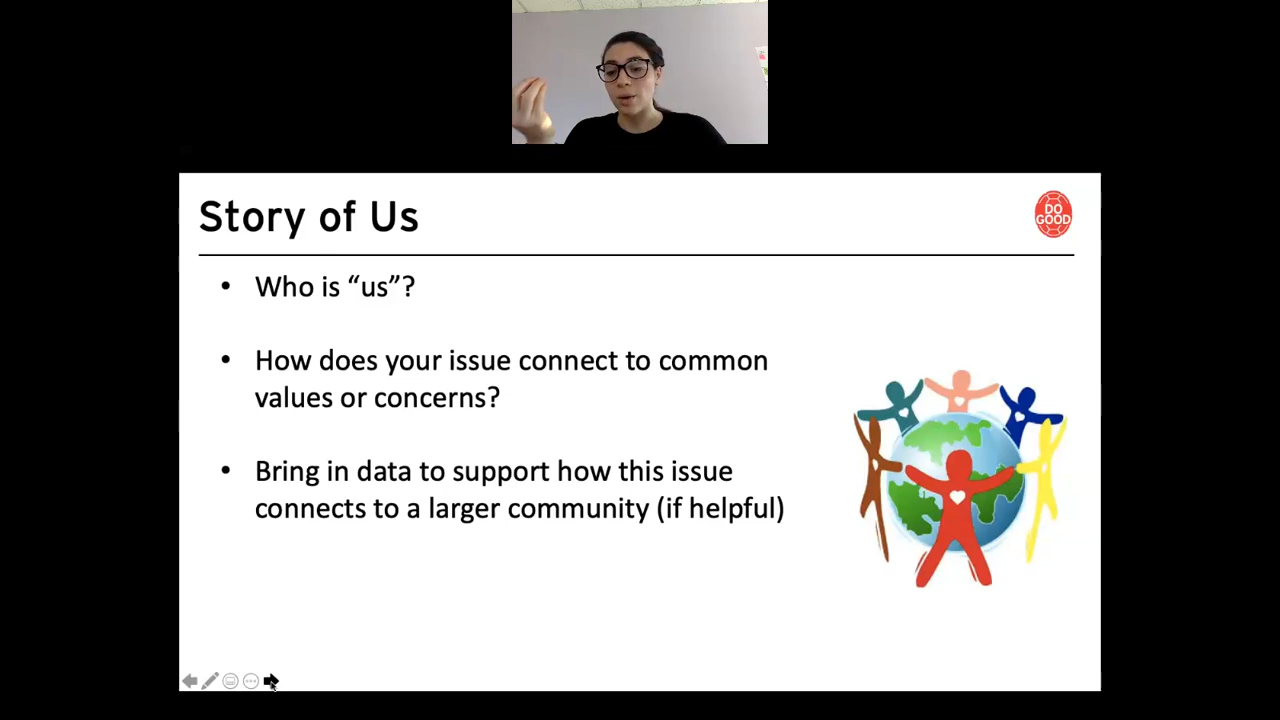 Story of Us
DO
GOOD
• Who is “us”?
• How does your issue connect to common
values or concerns?
• Bring in data to support how this issue
connects to a larger community (if helpful)